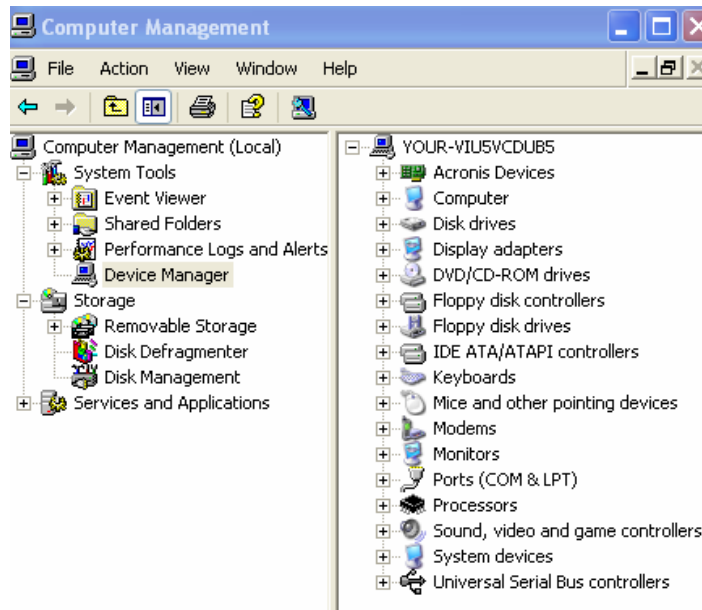 Computer Management
File Action View Window Help
Computer Management (Local)
System Tools
Event Viewer
Shared Folders
Performance Logs and Alerts
Device Manager
Storage
Removable Storage
Disk Defragmenter
Disk Management
Services and Applications
YOUR-VIU5VCDUB5
Acronis Devices
Computer
Disk drives
Display adapters
DVD/CD-ROM drives
Floppy disk controllers
Floppy disk drives
IDE ATA/ATAPI controllers
Keyboards
Mice and other pointing devices
Modems
Monitors
Ports (COM & LPT)
Processors
Sound, video and game controllers
System devices
Universal Serial Bus controllers